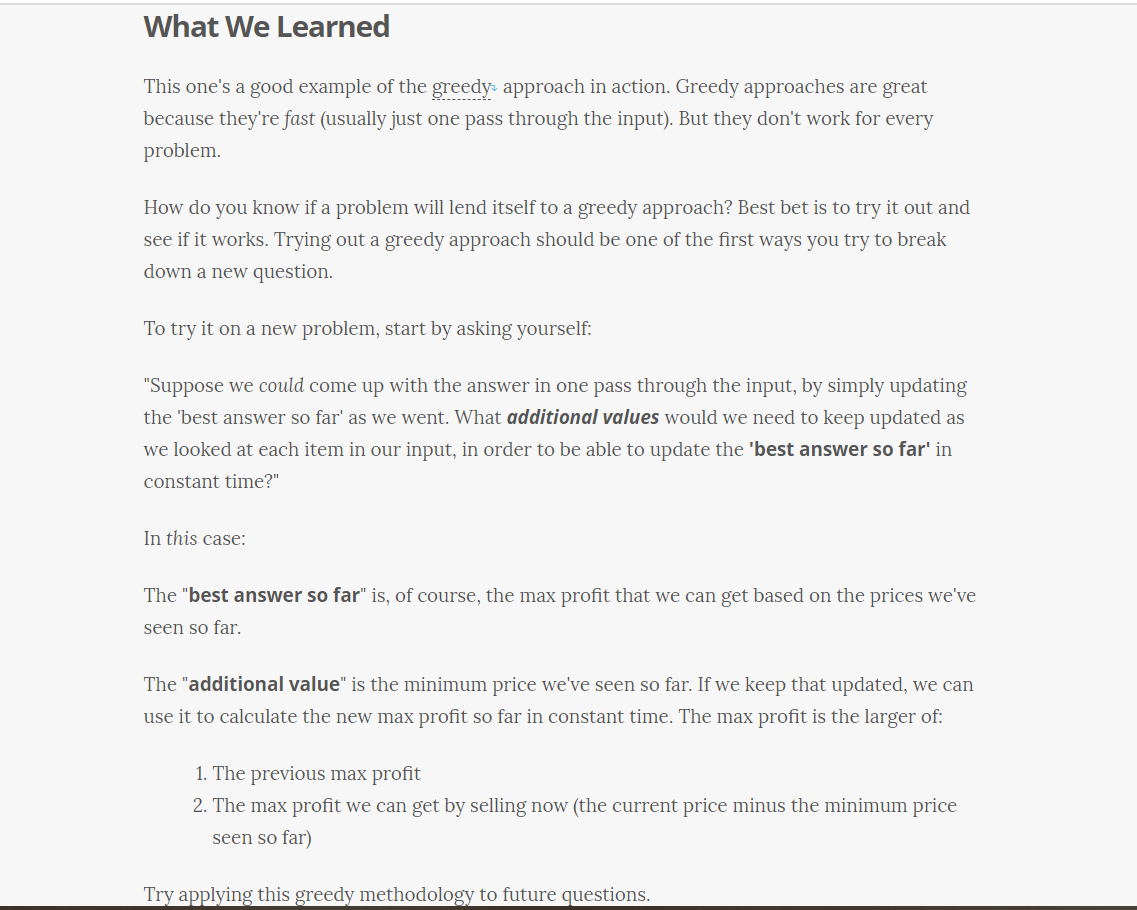 What We Learned
This one's a good example of the greedy approach in action. Greedy approaches are great
because they're fast (usually just one pass through the input). But they don't work for every
problem.
How do you know if a problem will lend itself to a greedy approach? Best bet is to try it out and
see if it works. Trying out a greedy approach should be one of the first ways you try to break
down a new question.
To try it on a new problem, start by asking yourself:
"Suppose we could come up with the answer in one pass through the input, by simply updating
the 'best answer so far' as we went. What additional values would we need to keep updated as
we looked at each item in our input, in order to be able to update the 'best answer so far' in
constant time?"
In this case:
The "best answer so far" is, of course, the max profit that we can get based on the prices we've
seen so far.
The "additional value" is the minimum price we've seen so far. If we keep that updated, we can
use it to calculate the new max profit so far in constant time. The max profit is the larger of:
1. The previous max profit
2. The max profit we can get by selling now (the current price minus the minimum price
seen so far)
Try applying this greedy methodology to future questions.